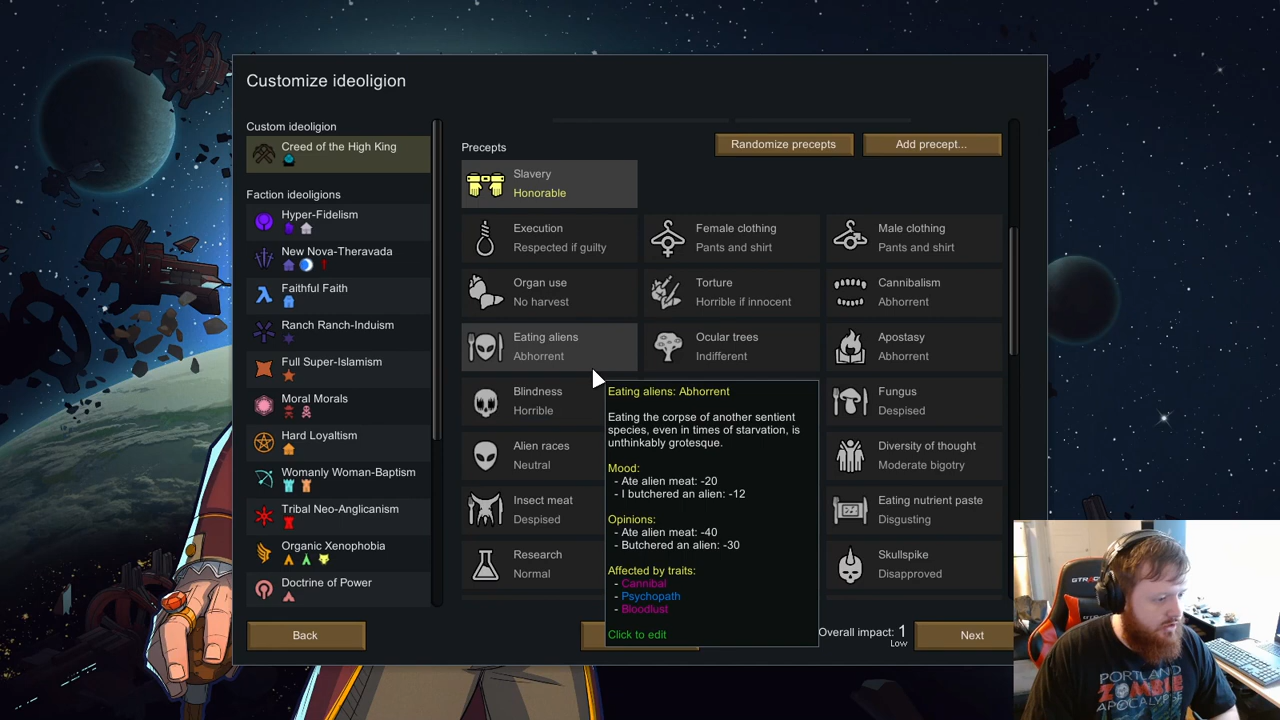 Customize ideoligion
Custom ideoligion
Creed of the High King
Faction ideoligions
Hyper-Fidelism
New Nova-Theravada
Faithful Faith
Ranch Ranch-Induism
Full Super-Islamism
Moral Morals
Hard Loyaltism
Womanly Woman-Baptism
Tribal Neo-Anglicanism
Organic Xenophobia
Doctrine of Power
Back
Precepts
Randomize precepts
Add precept...
Slavery
Honorable
Execution
Respected if guilty
Female clothing
Pants and shirt
Male clothing
Pants and shirt
Organ use
No harvest
Torture
Horrible if innocent
Cannibalism
Abhorrent
Eating aliens
Abhorrent
Ocular trees
Indifferent
Apostasy
Abhorrent
Blindness
Horrible
Fungus
Despised
Alien races
Neutral
Diversity of thought
Moderate bigotry
Insect meat
Despised
Eating nutrient paste
Disgusting
Research
Normal
Skullspike
Disapproved
Eating aliens: Abhorrent
Eating the corpse of another sentient
species, even in times of starvation, is
unthinkably grotesque.
Mood:
- Ate alien meat: -20
- I butchered an alien: -12
Opinions:
- Ate alien meat: -40
- Butchered an alien: -30
Affected by traits:
- Cannibal
- Psychopath
- Bloodlust
Click to edit
Overall impact: 1
Low
Next
GTRACING
PORTLAND
ZOMBIE
APOCALYPSE